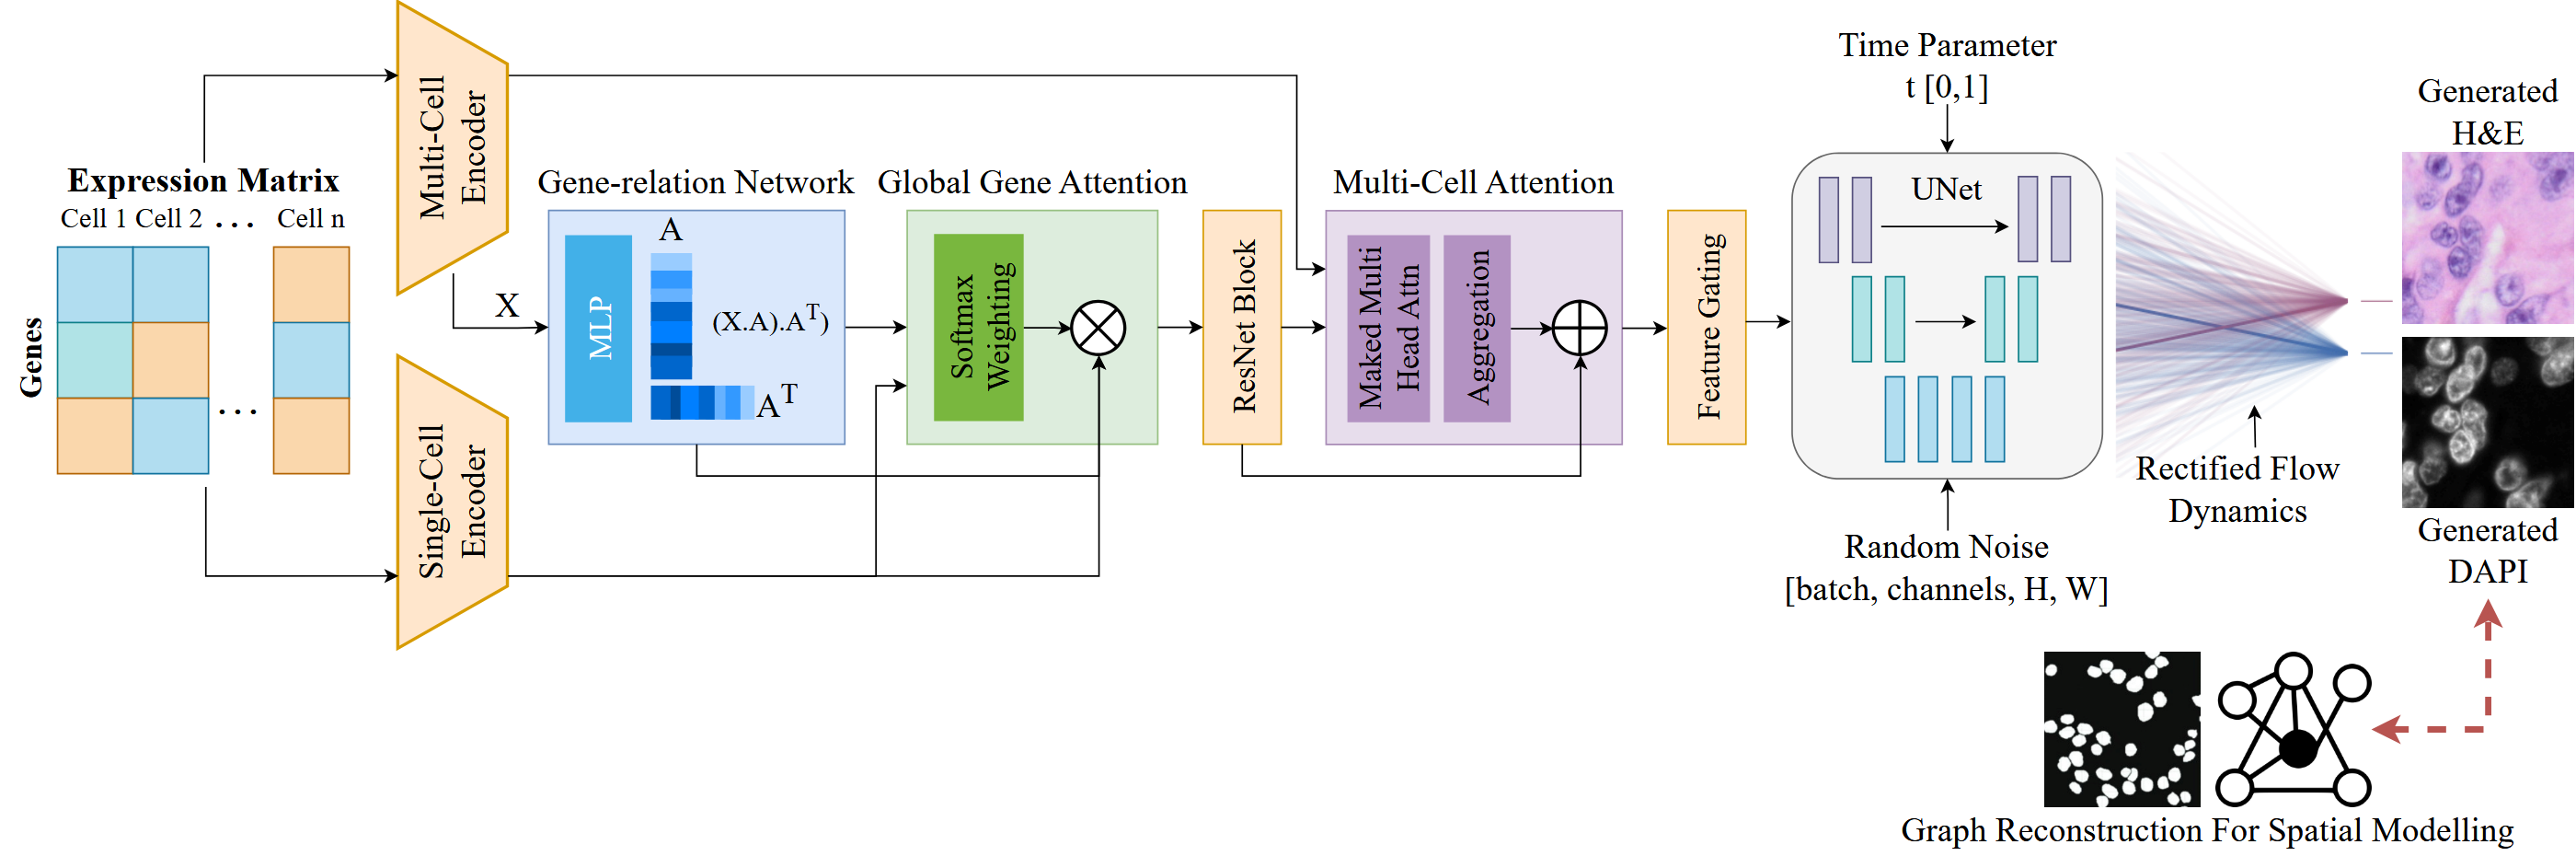 Expression Matrix
Cell 1 Cell 2 ... Cell n
Genes
...
Multi-Cell
Encoder
Single-Cell
Encoder
X
Gene-relation Network
MLP
A
(X.A).Aᵀ)
Aᵀ
Global Gene Attention
Softmax
Weighting
ResNet Block
Multi-Cell Attention
Maked Multi
Head Attn
Aggregation
Feature Gating
Time Parameter
t [0,1]
UNet
Random Noise
[batch, channels, H, W]
Rectified Flow
Dynamics
Generated
H&E
Generated
DAPI
Graph Reconstruction For Spatial Modelling